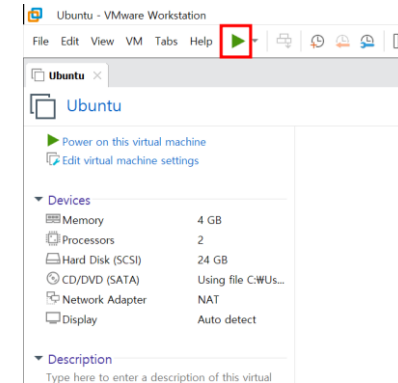 Ubuntu - VMware Workstation
File Edit View VM Tabs Help
Ubuntu
Ubuntu
Power on this virtual machine
Edit virtual machine settings
Devices
Memory 4 GB
Processors 2
Hard Disk (SCSI) 24 GB
CD/DVD (SATA) Using file C:₩Us...
Network Adapter NAT
Display Auto detect
Description
Type here to enter a description of this virtual